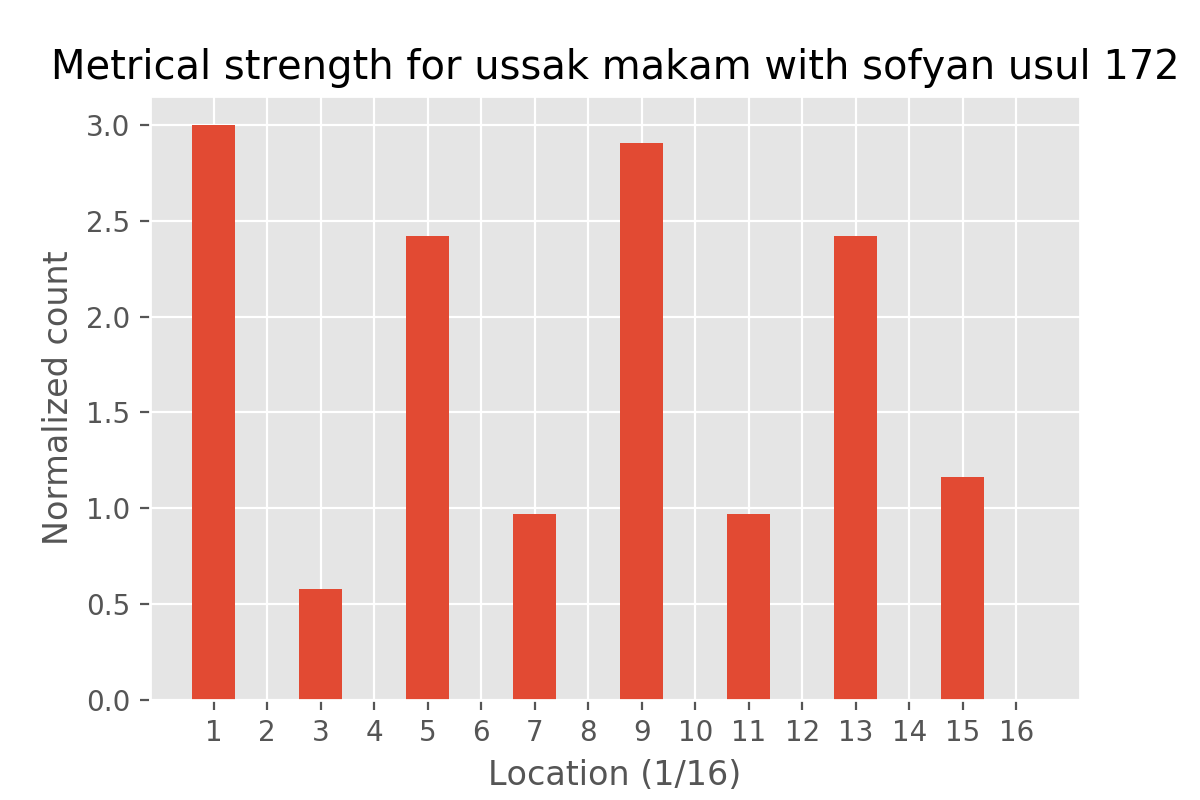 Metrical strength for ussak makam with sofyan usul 172
3.0
2.5
2.0
1.5
1.0
0.5
0.0
Normalized count
1 2 3 4 5 6 7 8 9 10 11 12 13 14 15 16
Location (1/16)